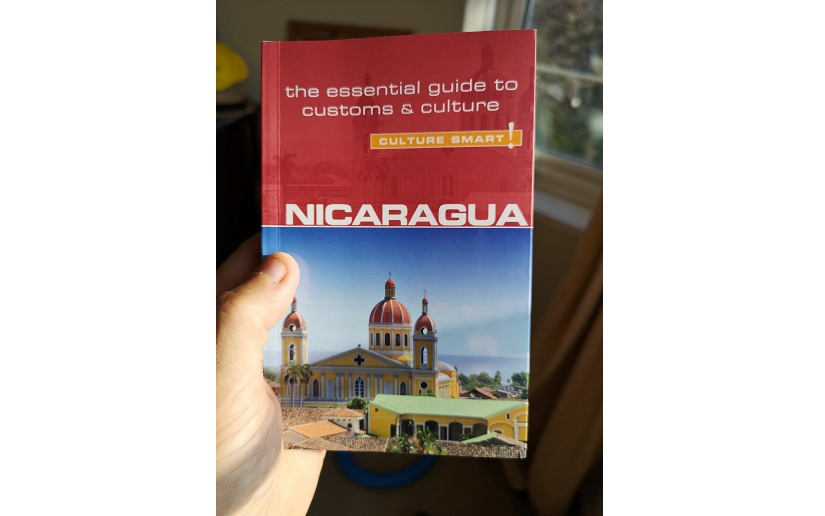 the essential guide to
customs & culture
CULTURE SMART!
NICARAGUA